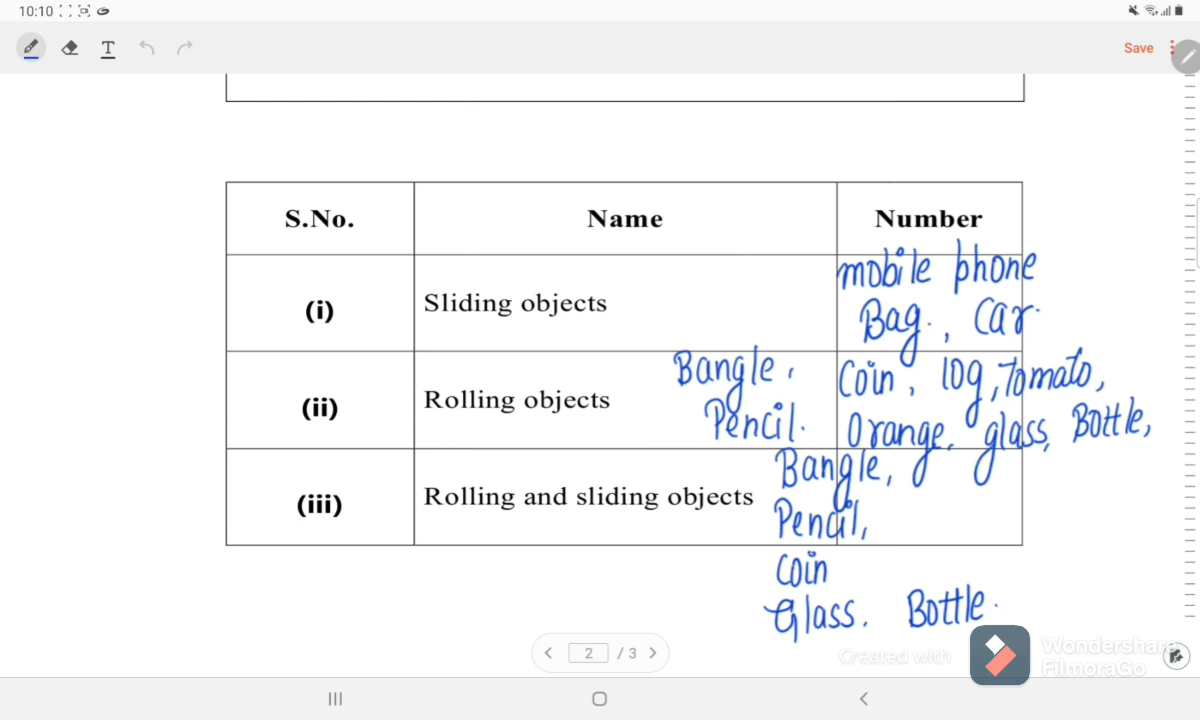 10:10
T
Save
S.No. Name Number
(i) Sliding objects mobile phone
Bag., Car.
(ii) Rolling objects Bangle, Coin, log, Tomato,
Pencil. Orange, glass, Bottle,
(iii) Rolling and sliding objects Bangle,
Pencil,
Coin
Glass. Bottle.
2 / 3
Created with Wondershare
FilmoraGo